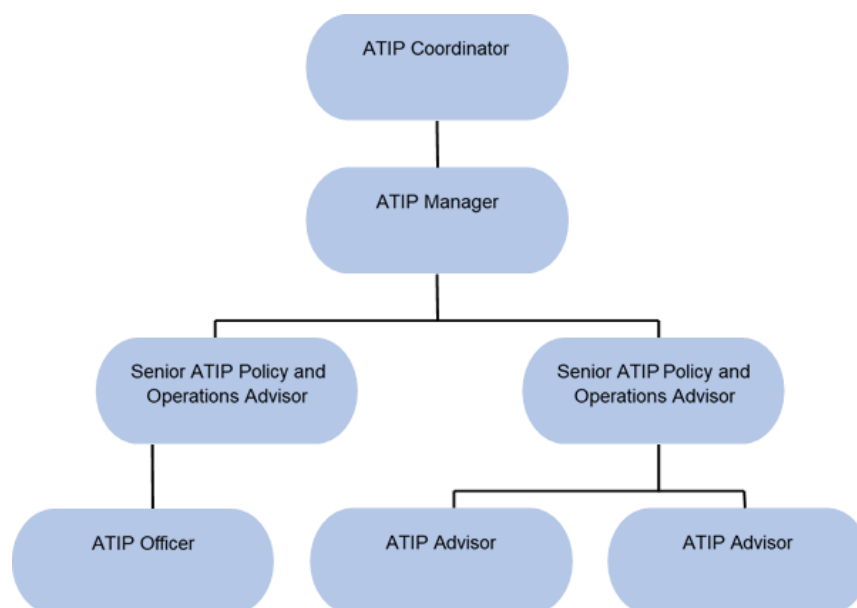 ATIP Coordinator
ATIP Manager
Senior ATIP Policy and
Operations Advisor
Senior ATIP Policy and
Operations Advisor
ATIP Officer
ATIP Advisor
ATIP Advisor